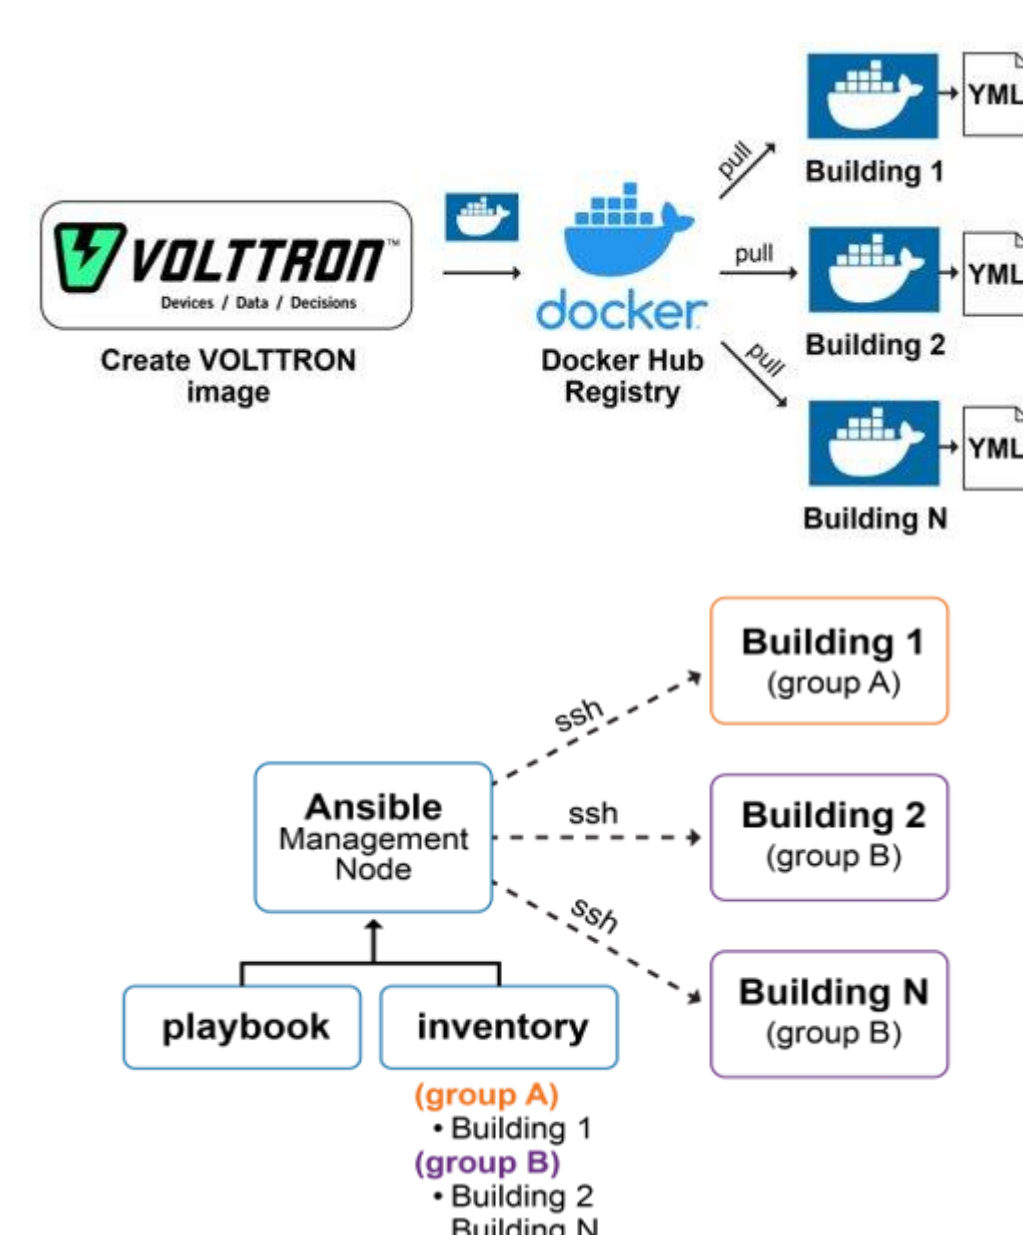 YML
Building 1
pull
VOLTTRON™
Devices / Data / Decisions
Create VOLTTRON
image
docker
Docker Hub
Registry
pull
YML
Building 2
pull
YML
Building N
Building 1
(group A)
ssh
Ansible
Management
Node
ssh
Building 2
(group B)
ssh
Building N
(group B)
playbook
inventory
(group A)
• Building 1
(group B)
• Building 2
Building N